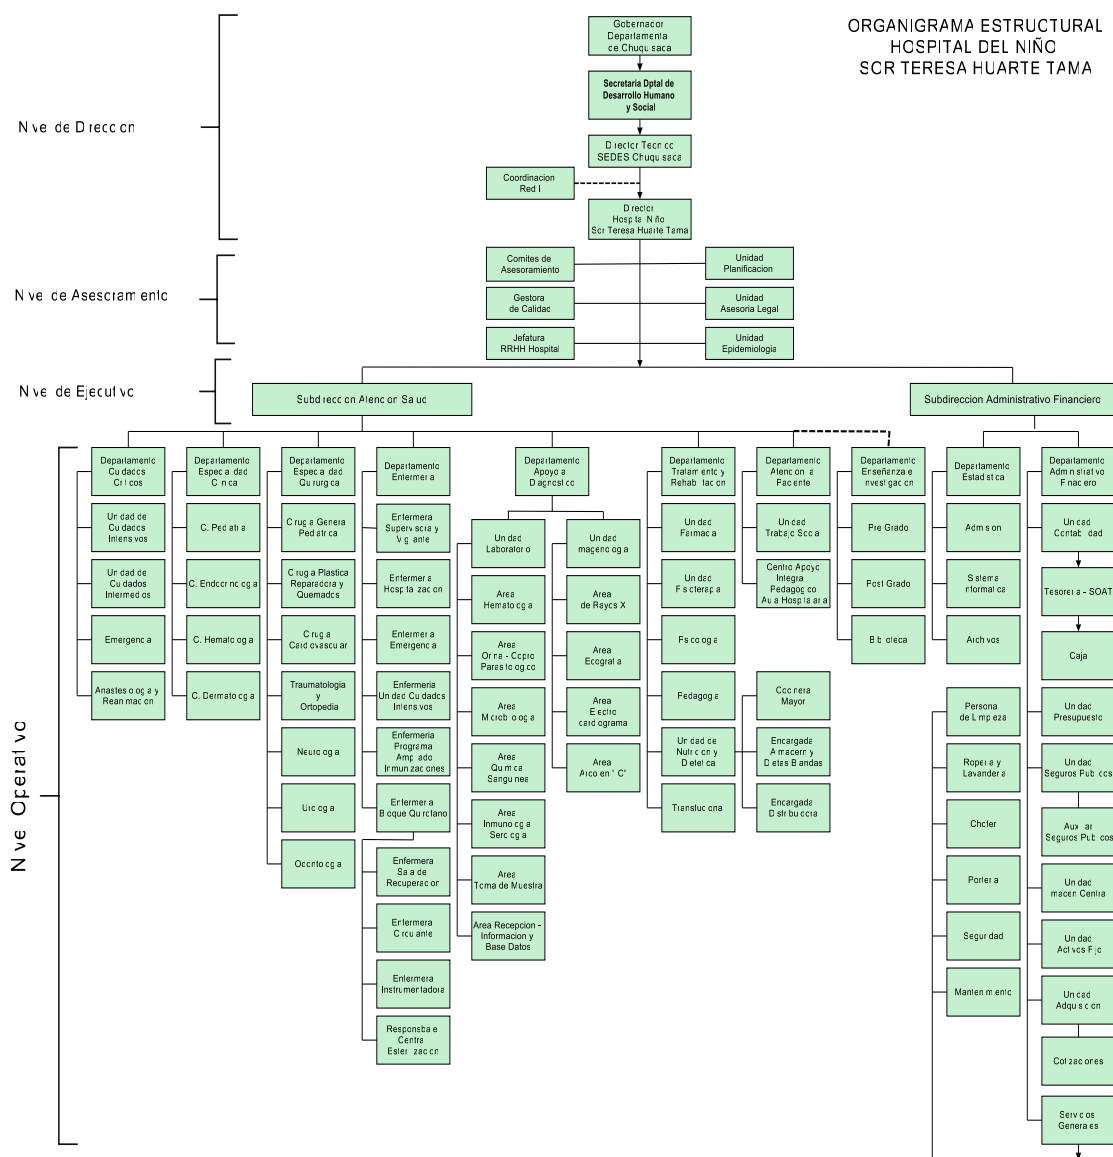 ORGANIGRAMA ESTRUCTURAL
HOSPITAL DEL NIÑO
SOR TERESA HUARTE TAMA
Gobernador
Departamental
de Chuquisaca
Secretaria Dptal de
Desarrollo Humano
y Social
Nivel de Direccion
Director Tecnico
SEDES Chuquisaca
Coordinacion
Red I
Director
Hospital Niño
Sor Teresa Huarte Tama
Nivel de Asesoramiento
Comites de
Asesoramiento
Unidad
Planificacion
Gestora
de Calidad
Unidad
Asesoria Legal
Jefatura
RRHH Hospital
Unidad
Epidemiologia
Nivel de Ejecutivo
Subdireccion Atencion Salud
Subdireccion Administrativo Financiero
Nivel Operativo
Departamento
Cuidados
Criticos
Unidad de
Cuidados
Intensivos
Unidad de
Cuidados
Intermedios
Emergencia
Anastesiologia y
Reanimacion
Departamento
Especialidad
Clinica
C. Pediatria
C. Endocrinologia
C. Hematologia
C. Dermatologia
Departamento
Especialidad
Quirurgica
Cirugia General
Pediatrica
Cirugia Plastica
Reparadora y
Quemados
Cirugia
Cardiovascular
Traumatologia
y
Ortopedia
Neurologia
Urologia
Odontologia
Departamento
Enfermeria
Enfermera
Supervisora y
Vigilante
Enfermeria
Hospitalizacion
Enfermeria
Emergencia
Enfermeria
Unidad Cuidados
Intensivos
Enfermeria
Programa
Ampliado
Inmunizaciones
Enfermeria
Bloque Quirofano
Enfermera
Sala de
Recuperacion
Enfermera
Circulante
Enfermera
Instrumentadora
Responsable
Central
Esterilizacion
Departamento
Apoyo al
Diagnostico
Unidad
Laboratorio
Area
Hematologia
Area
Orina - Copro
Parasitologico
Area
Microbiologia
Area
Quimica
Sanguinea
Area
Inmunologia
Serologia
Area
Toma de Muestra
Area Recepcion -
Informacion y
Base Datos
Unidad
Imagenologia
Area
de Rayos X
Area
Ecografia
Area
Electro
cardiograma
Area
Arco en "C"
Departamento
Tratamiento y
Rehabilitacion
Unidad
Farmacia
Unidad
Fisioterapia
Psicologia
Pedagogia
Unidad de
Nutricion y
Dietetica
Translucina
Departamento
Atencion al
Paciente
Unidad
Trabajo Social
Centro Apoyo
Integral
Pedagogico
Aula Hospitalaria
Cocinera
Mayor
Encargada
Almacern y
Dietas Blandas
Encargada
Distribuidora
Departamento
Enseñanza e
Investigacion
Pre Grado
Post Grado
Biblioteca
Departamento
Estadistica
Admision
Sistema
Informatica
Archivos
Personal
de Limpieza
Roperia y
Lavanderia
Chofer
Porteria
Seguridad
Mantenimiento
Departamento
Administrativo
Finaciero
Unidad
Contabilidad
Tesoreria - SOAT
Caja
Unidad
Presupuesto
Unidad
Seguros Publicos
Auxiliar
Seguros Publicos
Unidad
Almacen Central
Unidad
Activos Fijo
Unidad
Adquisicion
Cotizaciones
Servicios
Generales